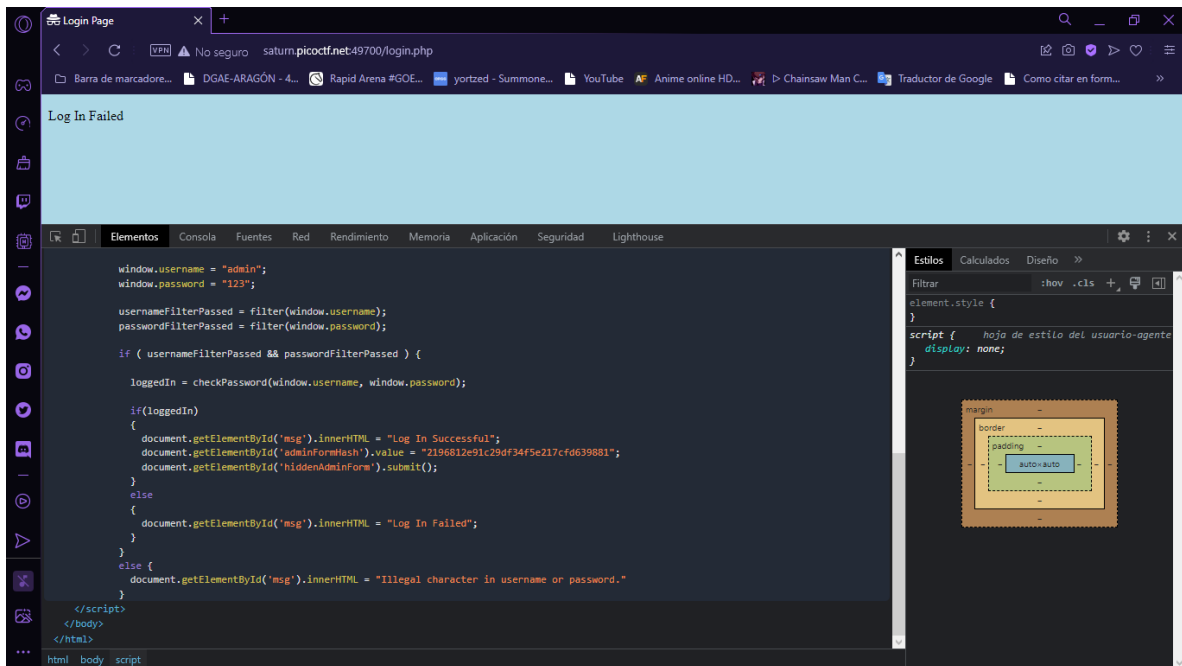 Login Page
VPN No seguro saturn.picoctf.net:49700/login.php
Barra de marcadore... DGAE-ARAGÓN - 4... Rapid Arena #GOE... yortzed - Summone... YouTube AF Anime online HD... ▷ Chainsaw Man C... Traductor de Google Como citar en form... »
Log In Failed
Elementos Consola Fuentes Red Rendimiento Memoria Aplicación Seguridad Lighthouse
window.username = "admin";
window.password = "123";
usernameFilterPassed = filter(window.username);
passwordFilterPassed = filter(window.password);
if ( usernameFilterPassed && passwordFilterPassed ) {
loggedIn = checkPassword(window.username, window.password);
if(loggedIn)
{
document.getElementById('msg').innerHTML = "Log In Successful";
document.getElementById('adminFormHash').value = "2196812e91c29df34f5e217cfd639881";
document.getElementById('hiddenAdminForm').submit();
}
else
{
document.getElementById('msg').innerHTML = "Log In Failed";
}
}
else {
document.getElementById('msg').innerHTML = "Illegal character in username or password."
}
</script>
</body>
</html>
html body script
Estilos Calculados Diseño »
Filtrar :hov .cls +
element.style {
}
script { hoja de estilo del usuario-agente
display: none;
}
margin –
border –
padding –
– – – auto×auto – – –
–
–
–